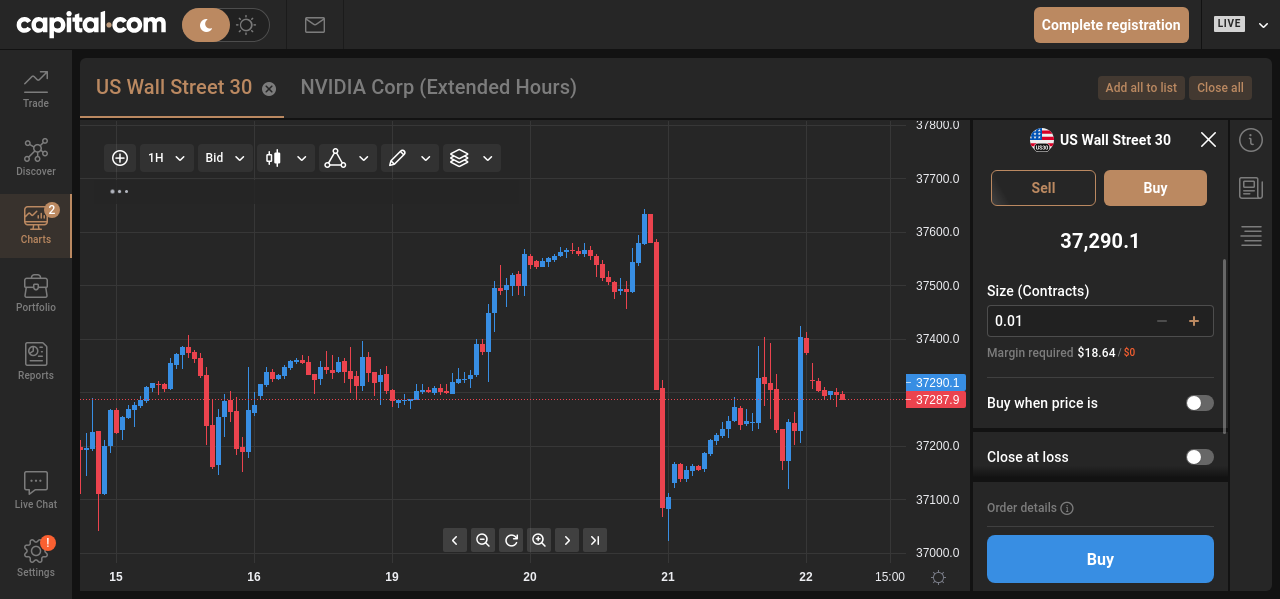 capital.com
Complete registration
LIVE
Trade
Discover
2
Charts
Portfolio
Reports
Live Chat
!
Settings
US Wall Street 30
NVIDIA Corp (Extended Hours)
Add all to list
Close all
1H
Bid
37800.0
37700.0
37600.0
37500.0
37400.0
37290.1
37287.9
37200.0
37100.0
37000.0
15
16
19
20
21
22
15:00
US30
US Wall Street 30
Sell
Buy
37,290.1
Size (Contracts)
0.01
Margin required $18.64 / $0
Buy when price is
Close at loss
Order details
Buy